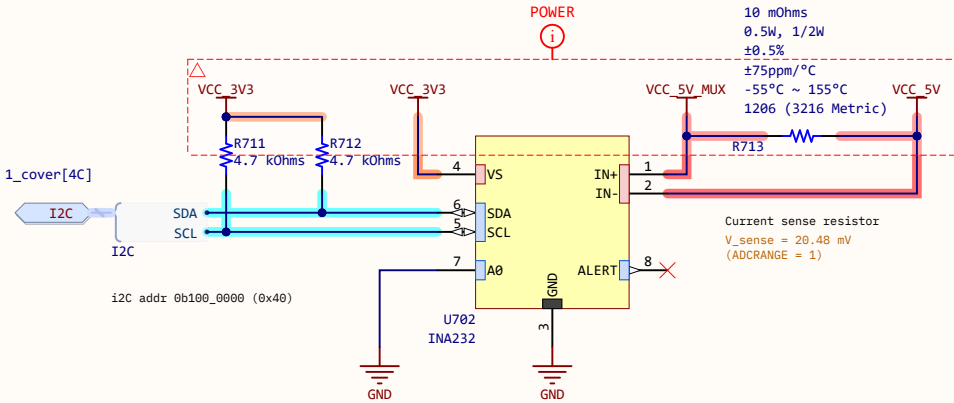 POWER
i
10 mOhms
0.5W, 1/2W
±0.5%
±75ppm/°C
-55°C ~ 155°C
1206 (3216 Metric)
VCC_3V3
VCC_3V3
VCC_5V_MUX
VCC_5V
R711
4.7 kOhms
R712
4.7 kOhms
R713
1_cover[4C]
I2C
SDA
SCL
I2C
4
VS
6
SDA
5
SCL
7
A0
1
IN+
2
IN-
8
ALERT
GND
3
U702
INA232
Current sense resistor
V_sense = 20.48 mV
(ADCRANGE = 1)
i2C addr 0b100_0000 (0x40)
GND
GND